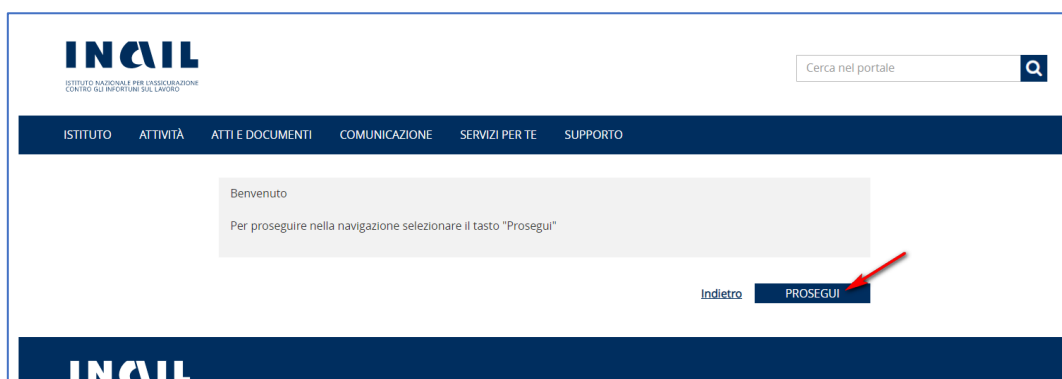 INAIL
ISTITUTO NAZIONALE PER L'ASSICURAZIONE
CONTRO GLI INFORTUNI SUL LAVORO
Cerca nel portale
ISTITUTO ATTIVITÀ ATTI E DOCUMENTI COMUNICAZIONE SERVIZI PER TE SUPPORTO
Benvenuto
Per proseguire nella navigazione selezionare il tasto "Prosegui"
Indietro PROSEGUI
INAIL